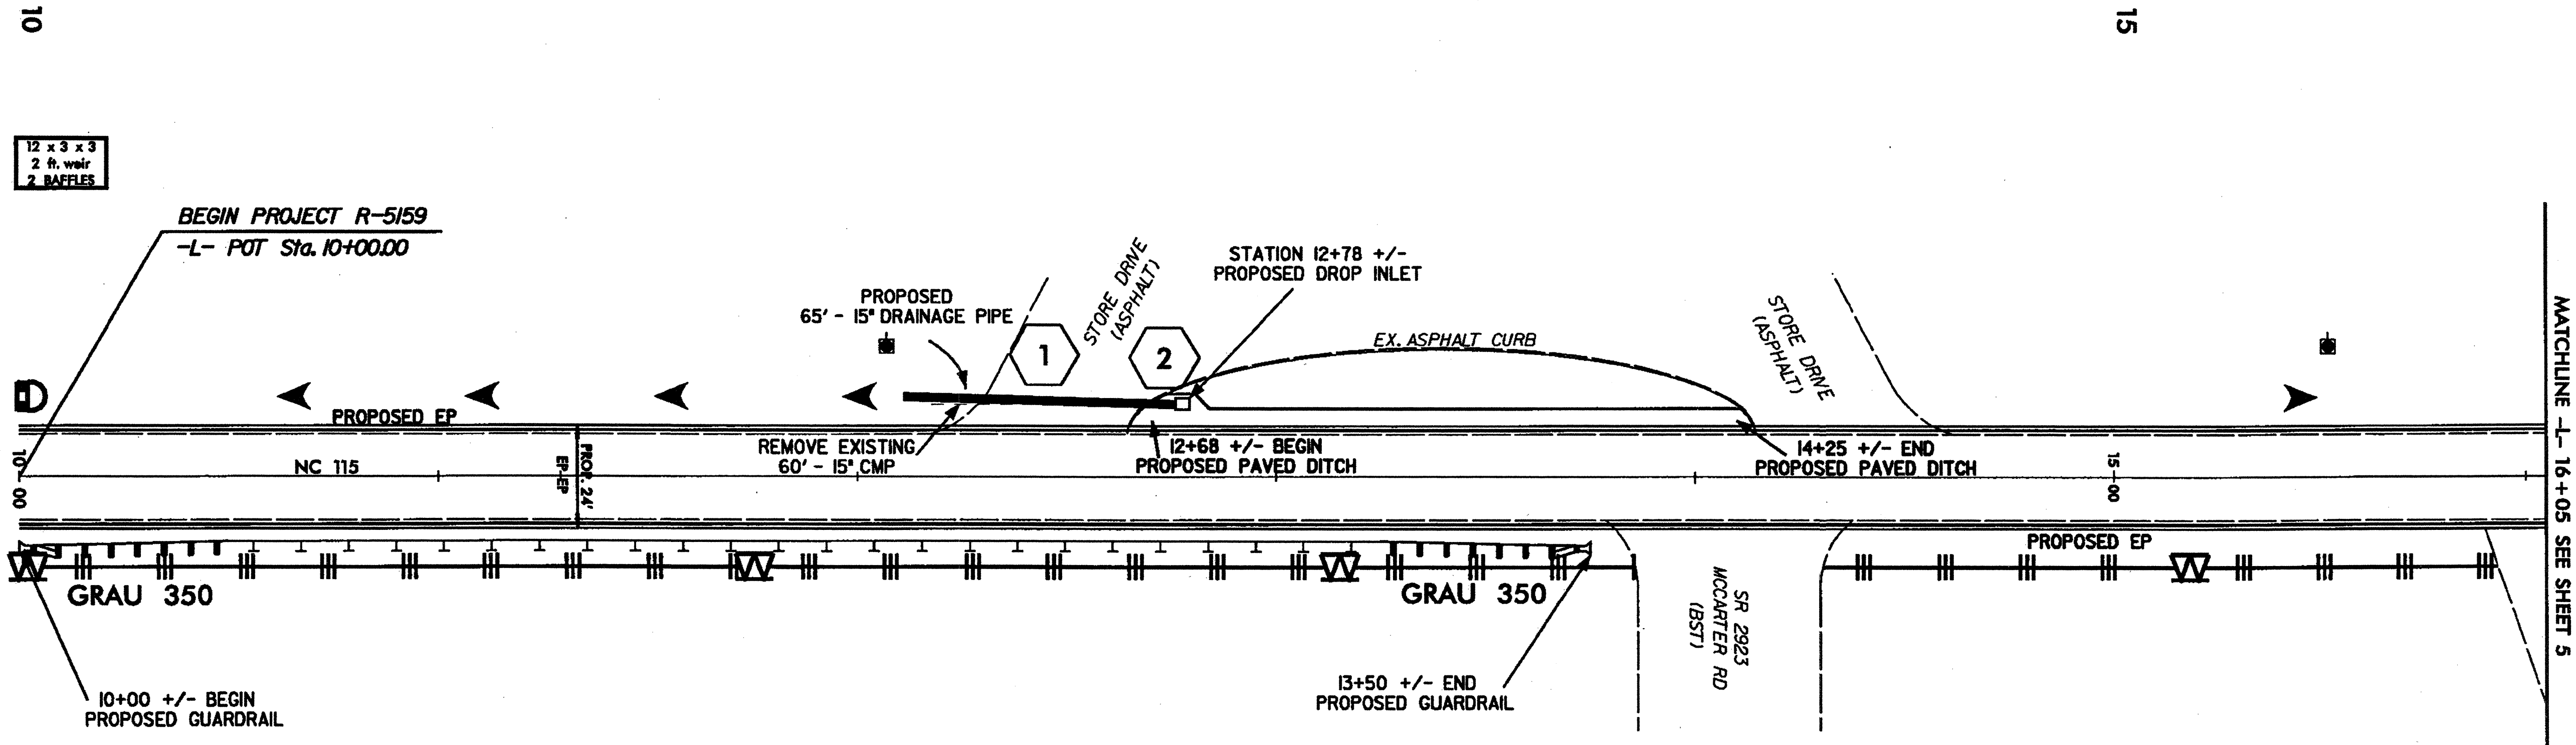 10
15
12 x 3 x 3
2 ft. weir
2 BAFFLES
BEGIN PROJECT R-5159
-L- POT Sta. 10+00.00
PROPOSED
65' - 15" DRAINAGE PIPE
1
STORE DRIVE
(ASPHALT)
2
STATION 12+78 +/-
PROPOSED DROP INLET
EX. ASPHALT CURB
STORE DRIVE
(ASPHALT)
MATCHLINE -L- 16+05 SEE SHEET 5
PROPOSED EP
REMOVE EXISTING
60' - 15" CMP
12+68 +/- BEGIN
PROPOSED PAVED DITCH
14+25 +/- END
PROPOSED PAVED DITCH
10+00
NC 115
PROP. 24'
EP-EP
15+00
PROPOSED EP
GRAU 350
GRAU 350
SR 2923
MCCARTER RD
(BST)
10+00 +/- BEGIN
PROPOSED GUARDRAIL
13+50 +/- END
PROPOSED GUARDRAIL